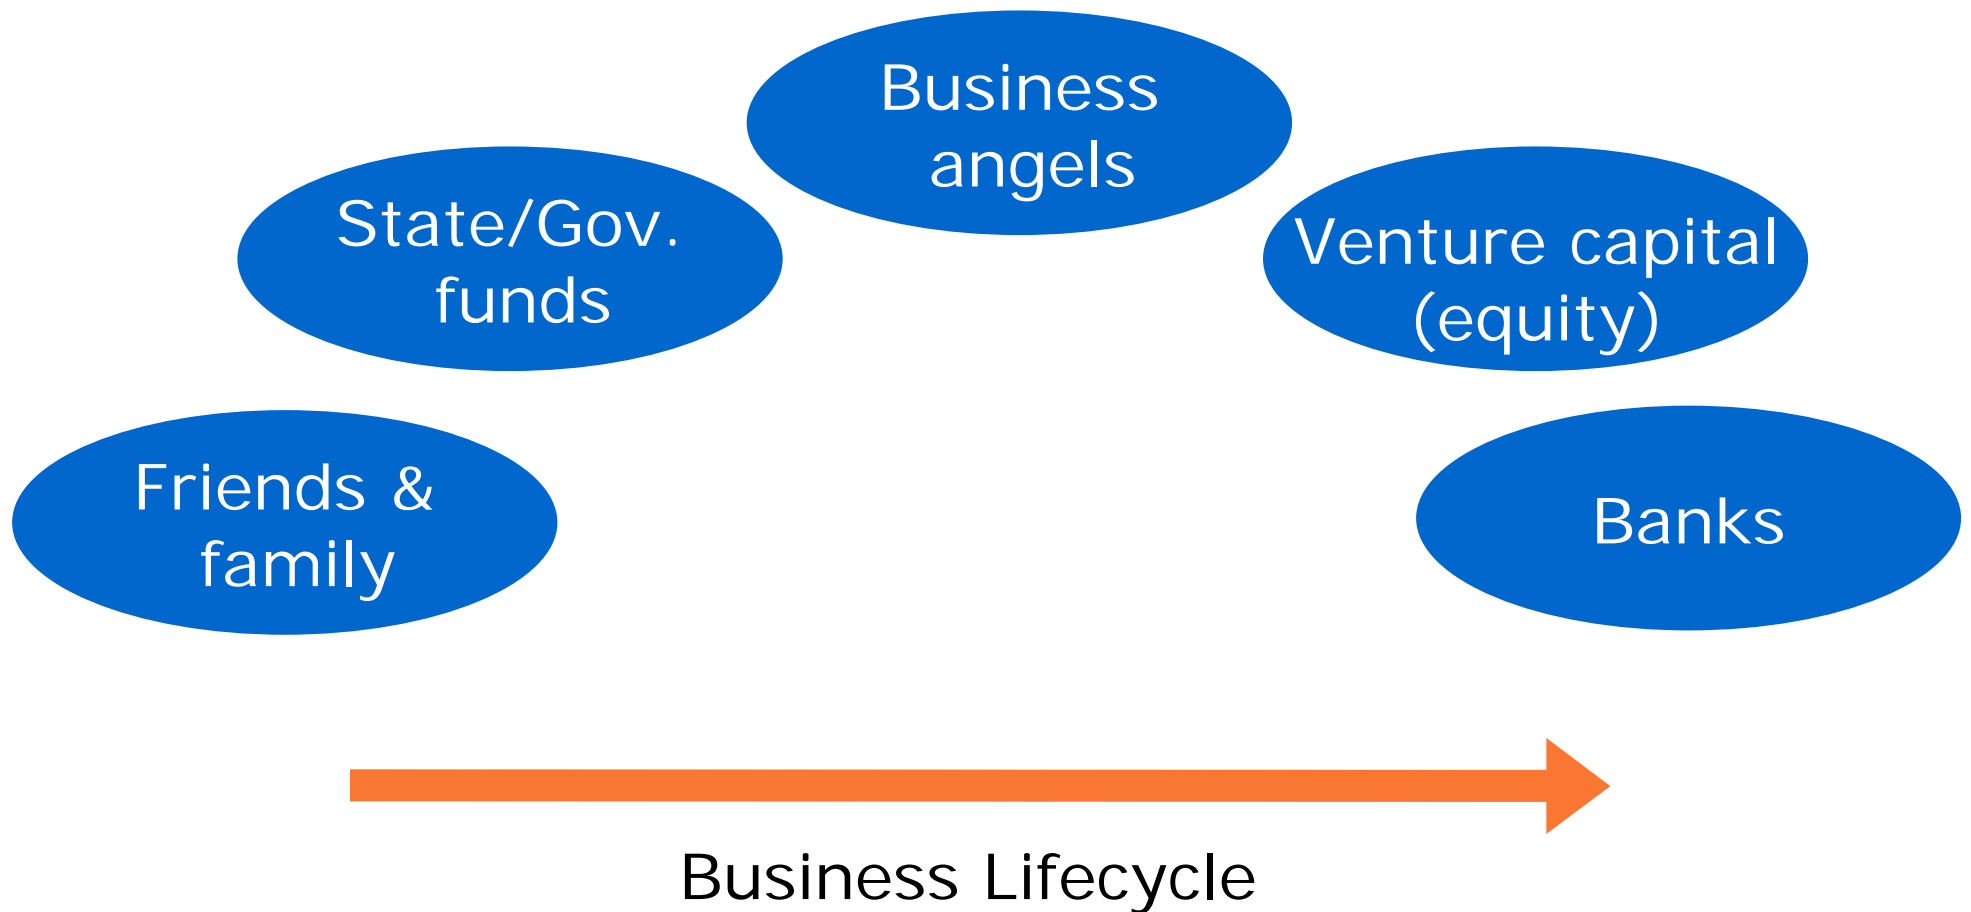 Friends &
family
State/Gov.
funds
Business
angels
Venture capital
(equity)
Banks
Business Lifecycle